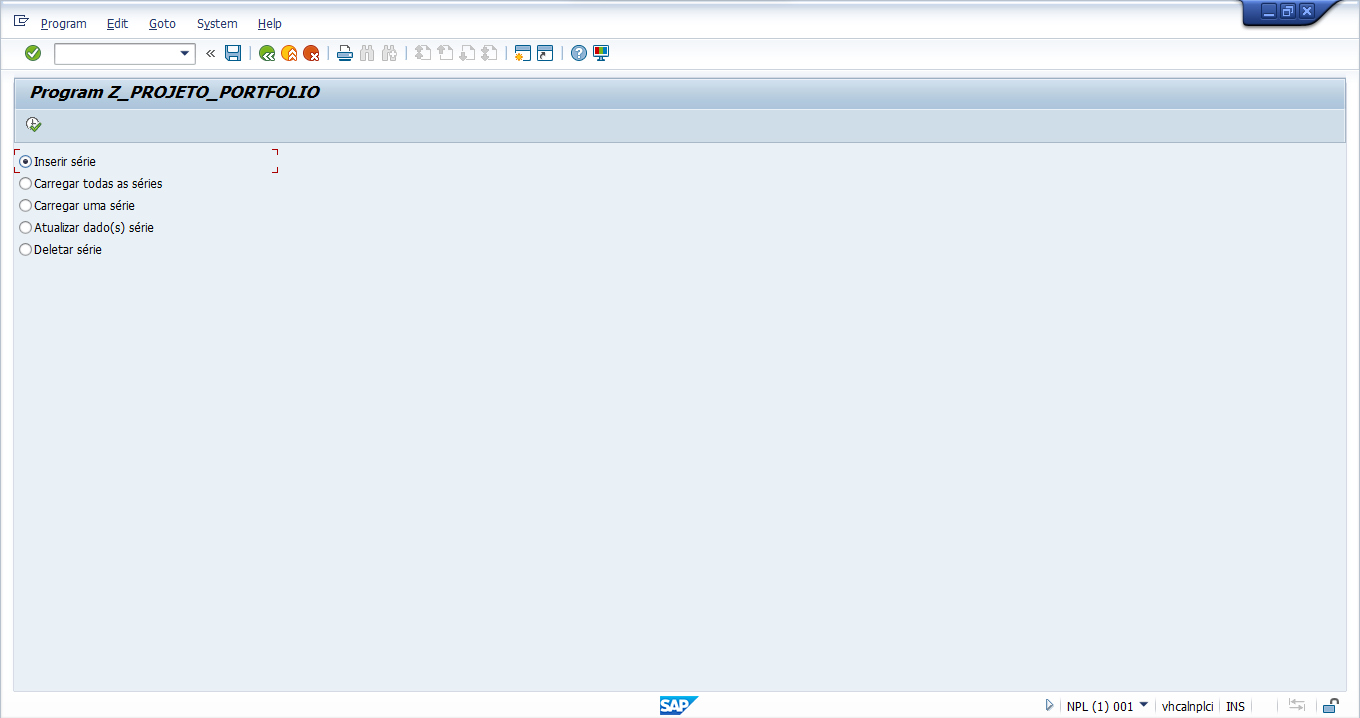 Program Edit Goto System Help
Program Z_PROJETO_PORTFOLIO
Inserir série
Carregar todas as séries
Carregar uma série
Atualizar dado(s) série
Deletar série
SAP
NPL (1) 001 vhcalnplci INS